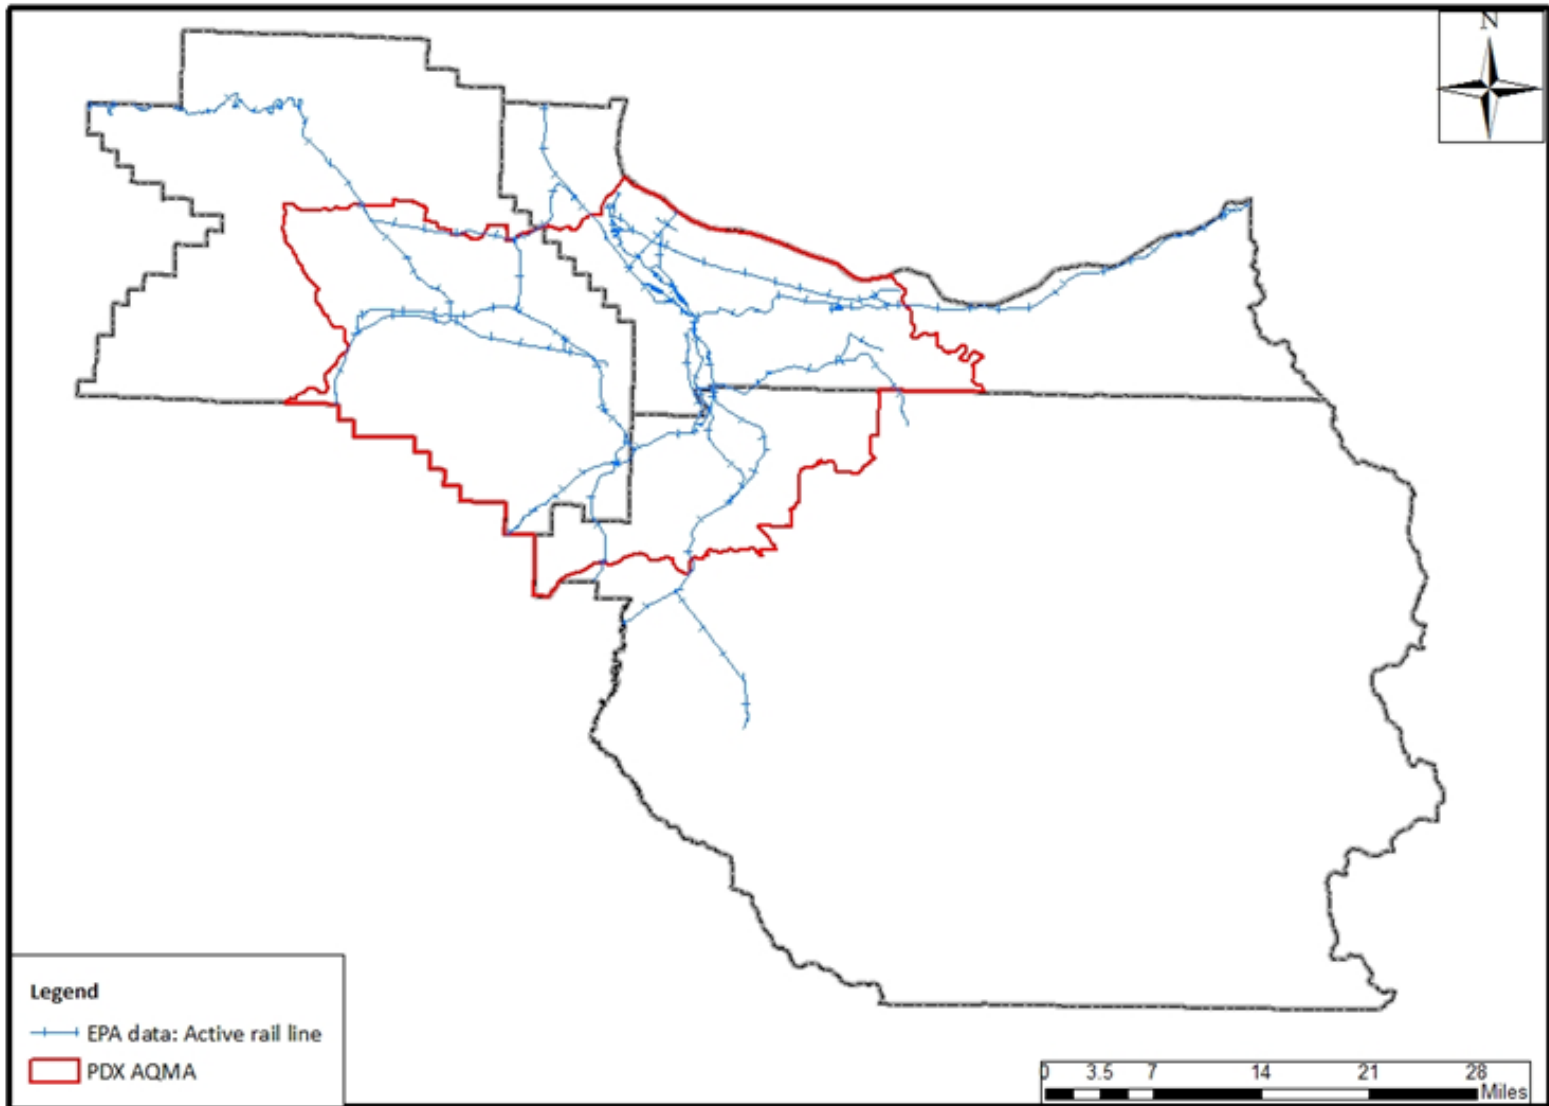 N
Legend
EPA data: Active rail line
PDX AQMA
0 3.5 7 14 21 28
Miles